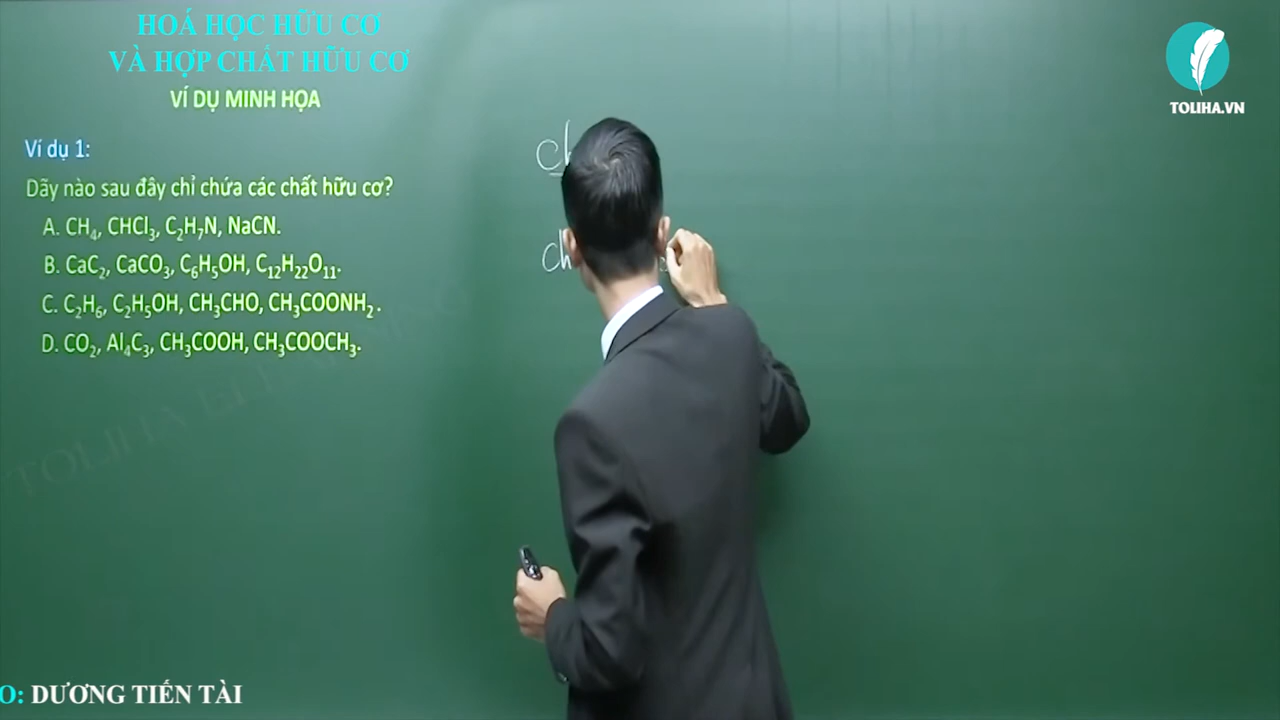 HOÁ HỌC HỮU CƠ
VÀ HỢP CHẤT HỮU CƠ
VÍ DỤ MINH HỌA
TOLIHA.VN
Ví dụ 1:
Dãy nào sau đây chỉ chứa các chất hữu cơ?
A. CH₄, CHCl₃, C₂H₇N, NaCN.
B. CaC₂, CaCO₃, C₆H₅OH, C₁₂H₂₂O₁₁.
C. C₂H₆, C₂H₅OH, CH₃CHO, CH₃COONH₂.
D. CO₂, Al₄C₃, CH₃COOH, CH₃COOCH₃.
O: DƯƠNG TIẾN TÀI